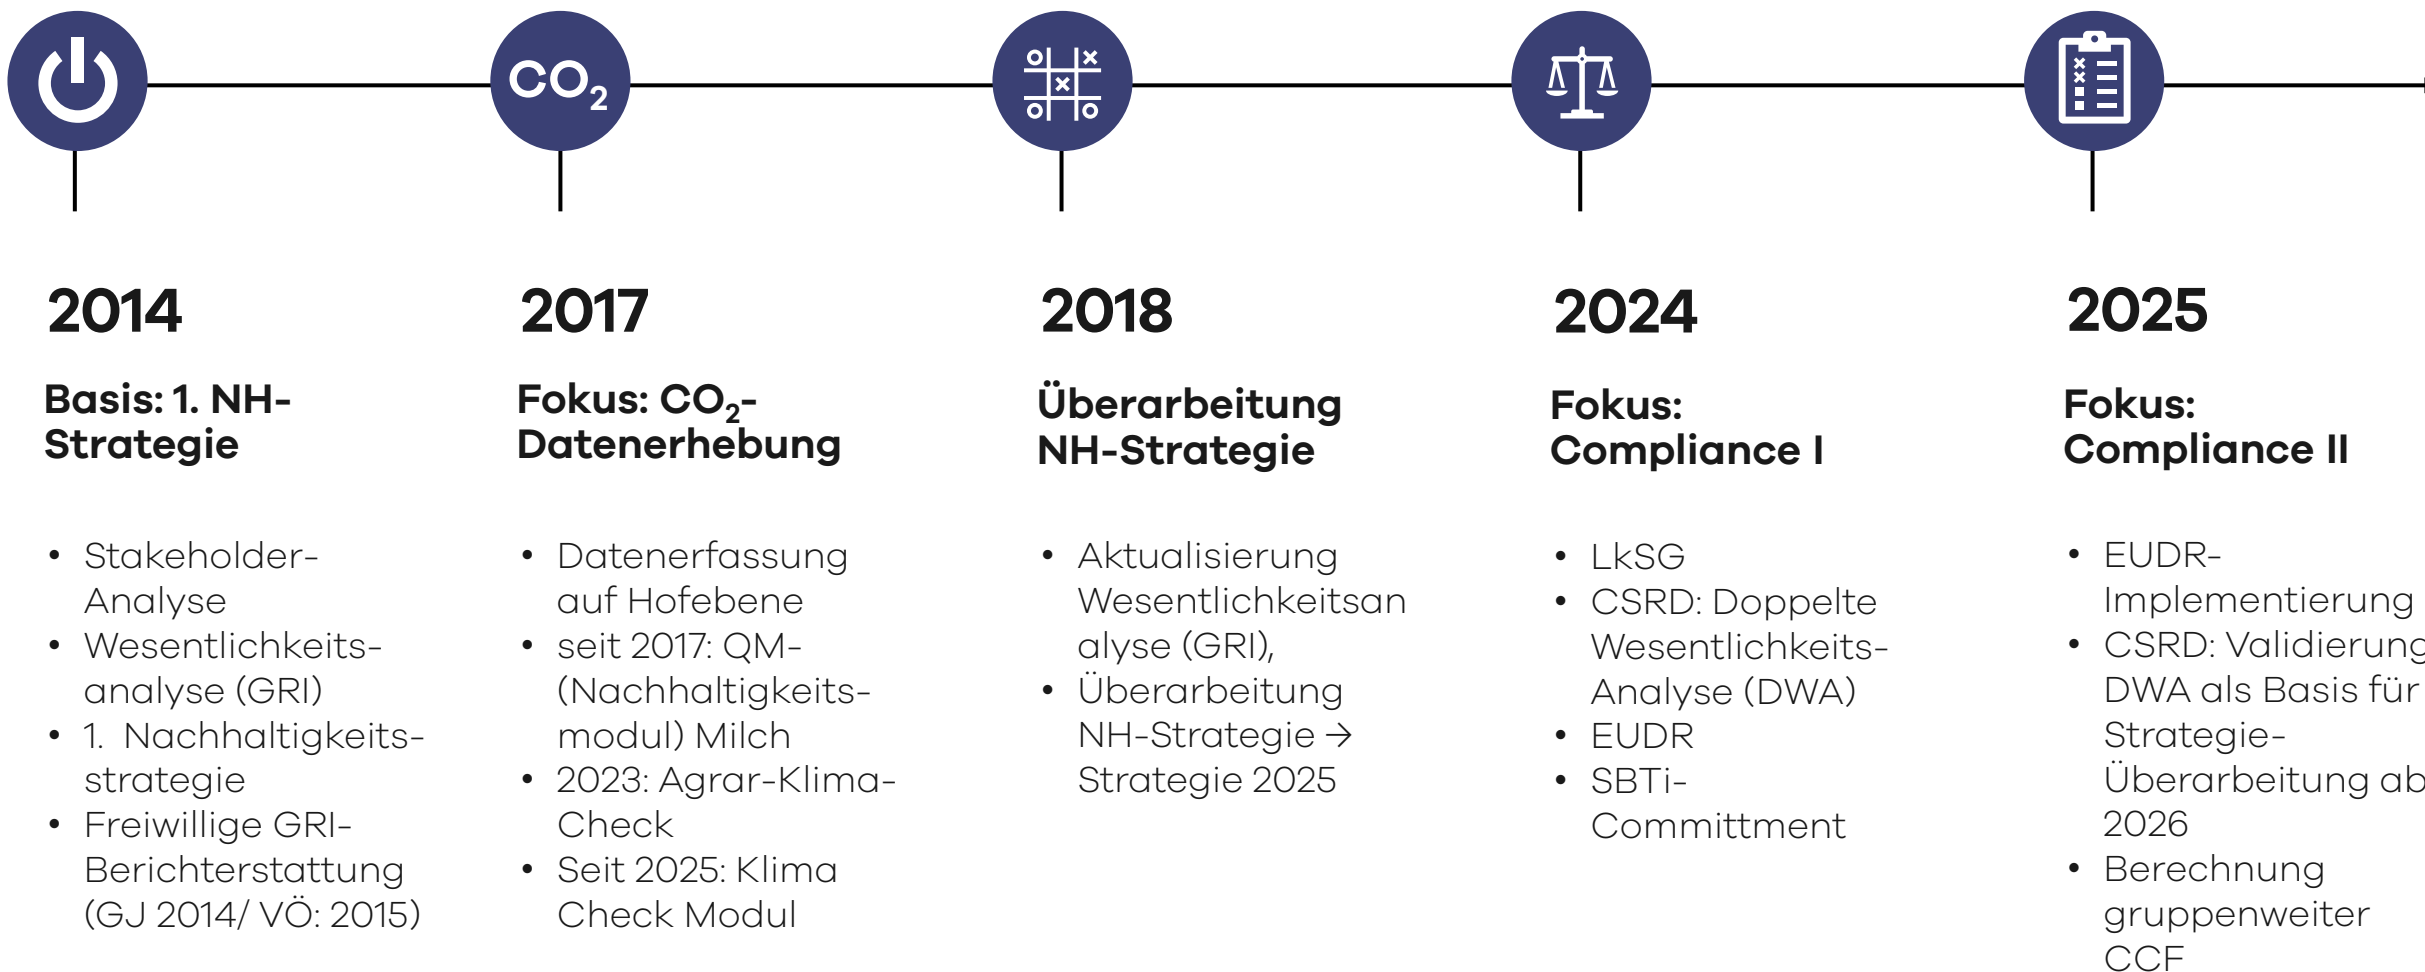 CO₂
2014
Basis: 1. NH-
Strategie
• Stakeholder-
Analyse
• Wesentlichkeits-
analyse (GRI)
• 1. Nachhaltigkeits-
strategie
• Freiwillige GRI-
Berichterstattung
(GJ 2014/ VÖ: 2015)
2017
Fokus: CO₂-
Datenerhebung
• Datenerfassung
auf Hofebene
• seit 2017: QM-
(Nachhaltigkeits-
modul) Milch
• 2023: Agrar-Klima-
Check
• Seit 2025: Klima
Check Modul
2018
Überarbeitung
NH-Strategie
• Aktualisierung
Wesentlichkeitsan
alyse (GRI),
• Überarbeitung
NH-Strategie →
Strategie 2025
2024
Fokus:
Compliance I
• LkSG
• CSRD: Doppelte
Wesentlichkeits-
Analyse (DWA)
• EUDR
• SBTi-
Committment
2025
Fokus:
Compliance II
• EUDR-
Implementierung
• CSRD: Validierung
DWA als Basis für
Strategie-
Überarbeitung ab
2026
• Berechnung
gruppenweiter
CCF